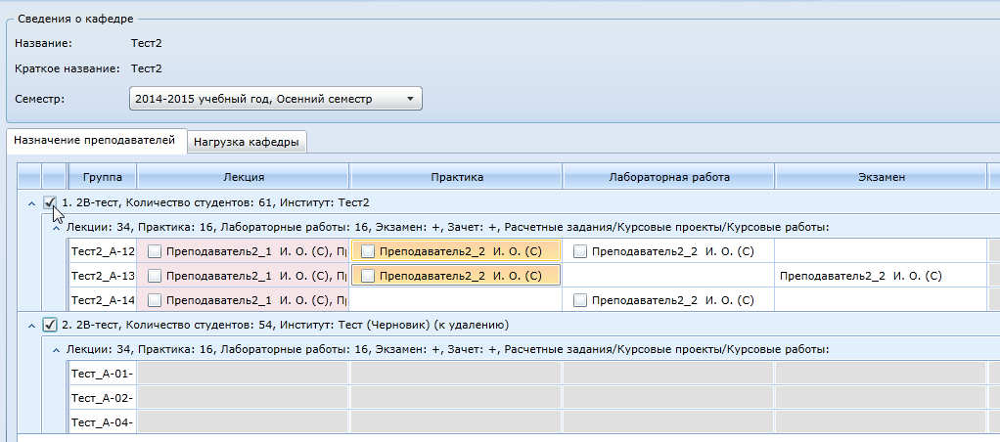 Сведения о кафедре
Название: Тест2
Краткое название: Тест2
Семестр: 2014-2015 учебный год, Осенний семестр
Назначение преподавателей Нагрузка кафедры
Группа Лекция Практика Лабораторная работа Экзамен
1. 2В-тест, Количество студентов: 61, Институт: Тест2
Лекции: 34, Практика: 16, Лабораторные работы: 16, Экзамен: +, Зачет: +, Расчетные задания/Курсовые проекты/Курсовые работы:
Тест2_А-12 Преподаватель2_1 И. О. (С), Пр Преподаватель2_2 И. О. (С) Преподаватель2_2 И. О. (С)
Тест2_А-13 Преподаватель2_1 И. О. (С), Пр Преподаватель2_2 И. О. (С) Преподаватель2_2 И. О. (С)
Тест2_А-14 Преподаватель2_1 И. О. (С), Пр Преподаватель2_2 И. О. (С)
2. 2В-тест, Количество студентов: 54, Институт: Тест (Черновик) (к удалению)
Лекции: 34, Практика: 16, Лабораторные работы: 16, Экзамен: +, Зачет: +, Расчетные задания/Курсовые проекты/Курсовые работы:
Тест_А-01-
Тест_А-02-
Тест_А-04-